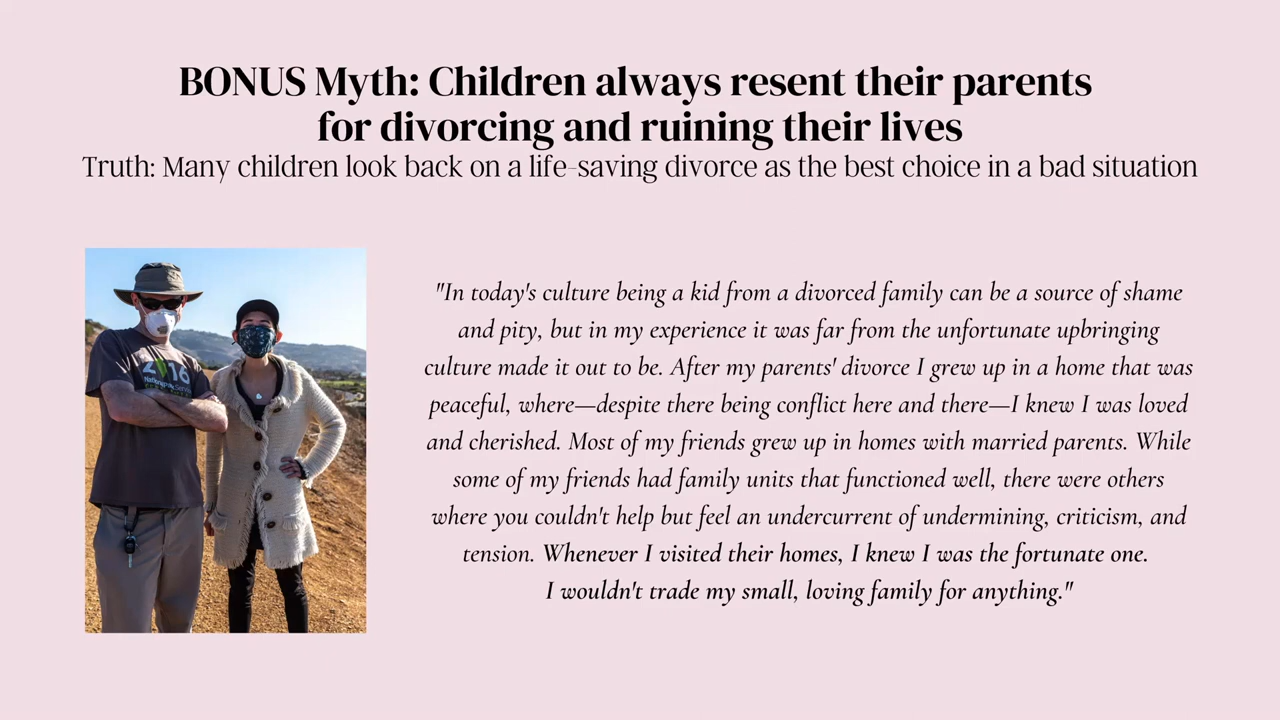 BONUS Myth: Children always resent their parents
for divorcing and ruining their lives
Truth: Many children look back on a life-saving divorce as the best choice in a bad situation
2016
"In today's culture being a kid from a divorced family can be a source of shame
and pity, but in my experience it was far from the unfortunate upbringing
culture made it out to be. After my parents' divorce I grew up in a home that was
peaceful, where—despite there being conflict here and there—I knew I was loved
and cherished. Most of my friends grew up in homes with married parents. While
some of my friends had family units that functioned well, there were others
where you couldn't help but feel an undercurrent of undermining, criticism, and
tension. Whenever I visited their homes, I knew I was the fortunate one.
I wouldn't trade my small, loving family for anything."